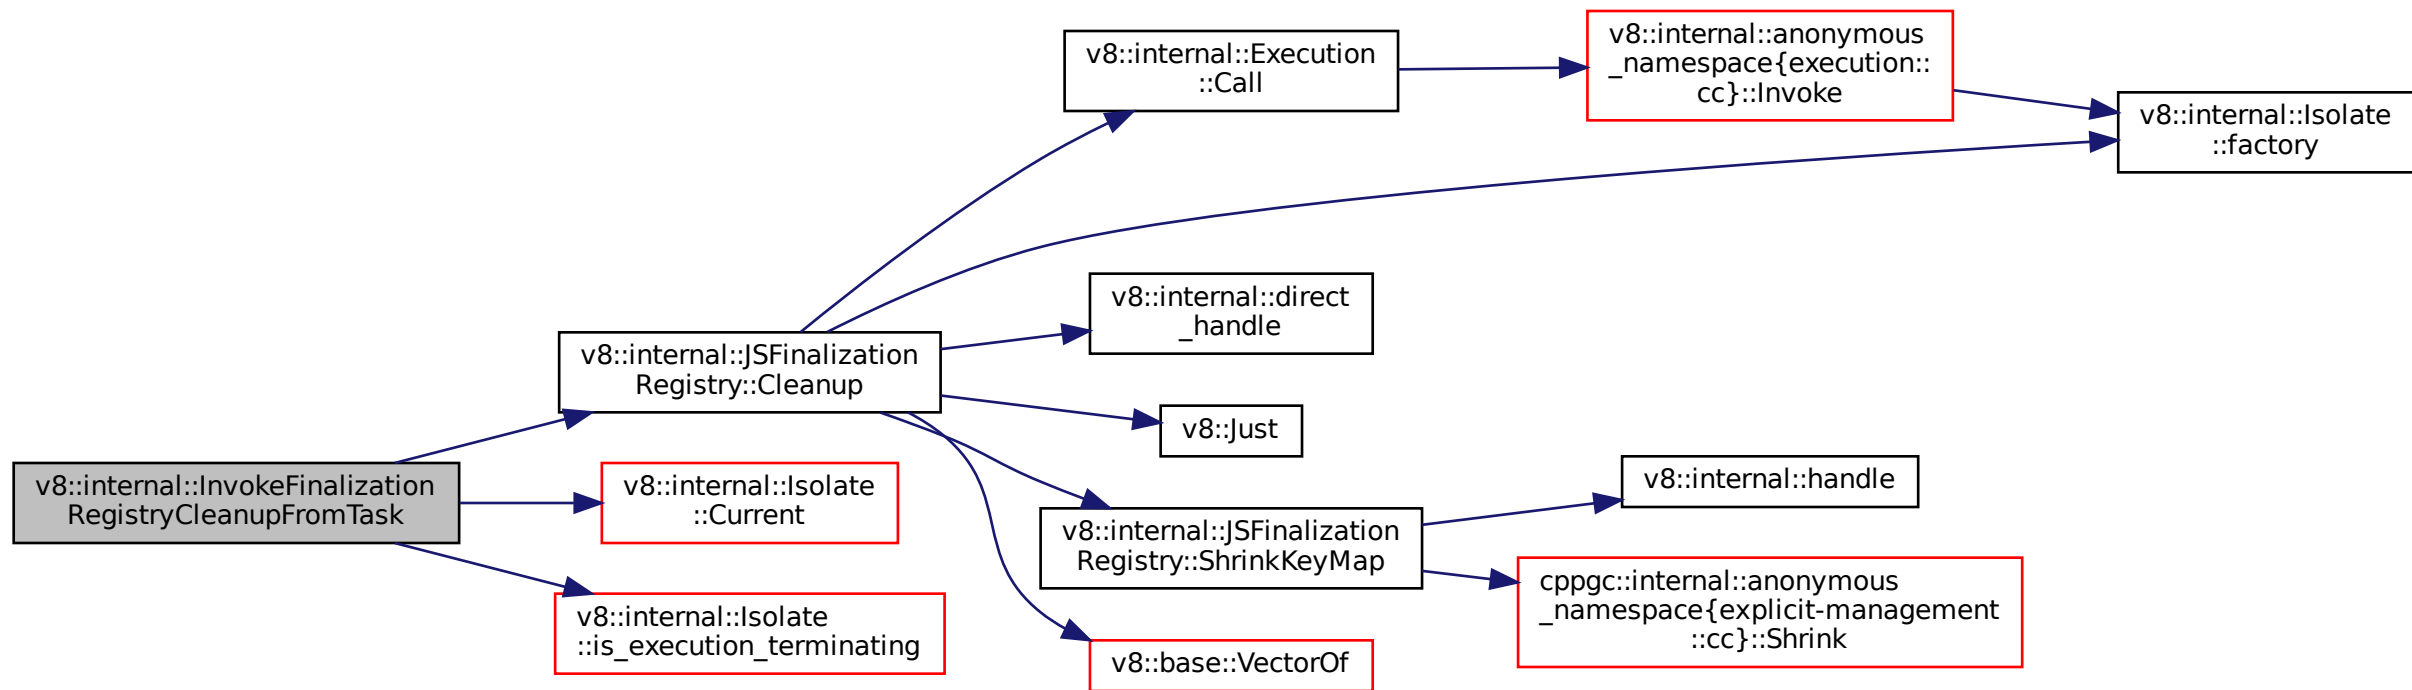 v8::internal::InvokeFinalization
RegistryCleanupFromTask
v8::internal::JSFinalization
Registry::Cleanup
v8::internal::Isolate
::Current
v8::internal::Isolate
::is_execution_terminating
v8::internal::Execution
::Call
v8::internal::direct
_handle
v8::Just
v8::internal::JSFinalization
Registry::ShrinkKeyMap
v8::base::VectorOf
v8::internal::anonymous
_namespace{execution::
cc}::Invoke
v8::internal::handle
cppgc::internal::anonymous
_namespace{explicit-management
::cc}::Shrink
v8::internal::Isolate
::factory